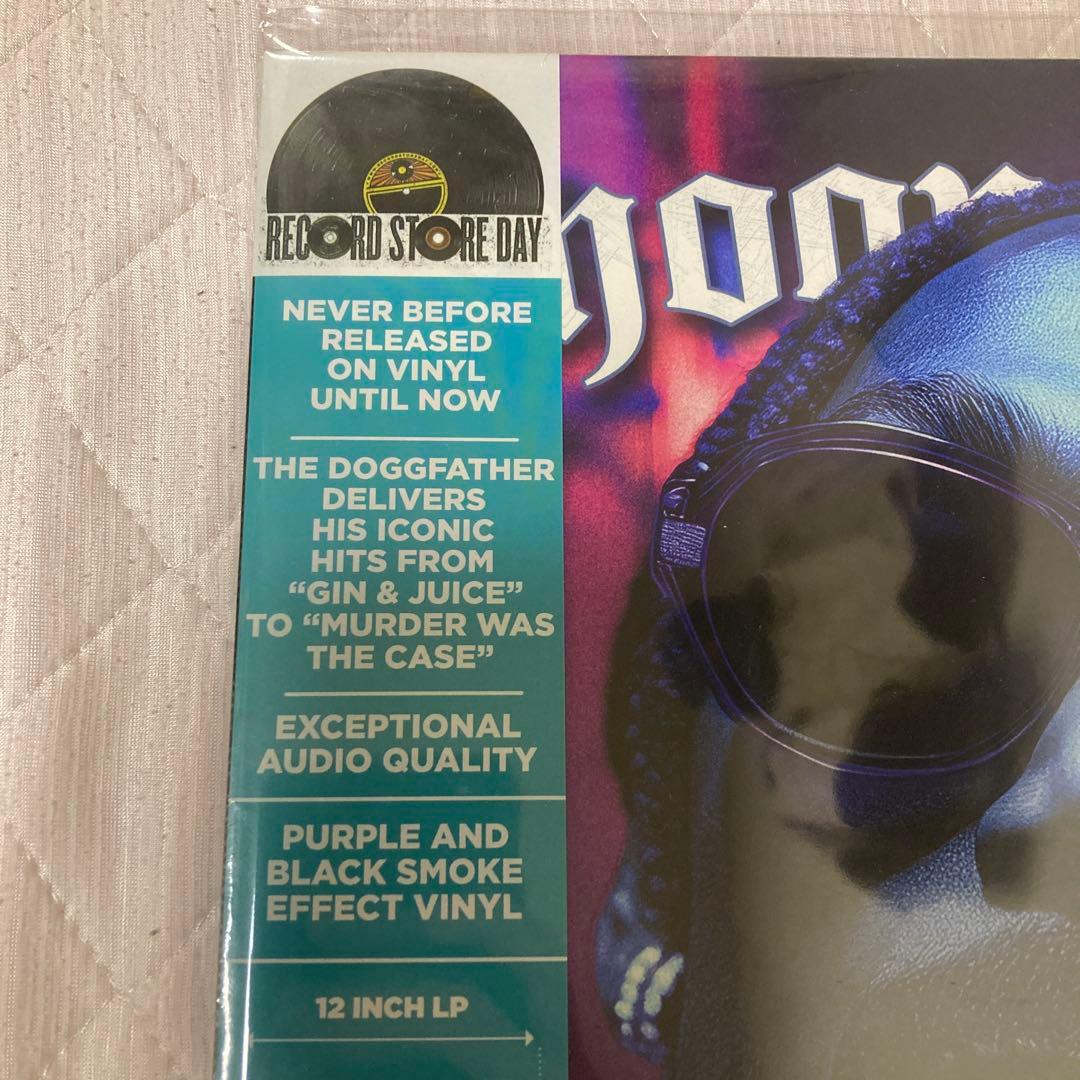 RECORD STORE DAY
NEVER BEFORE
RELEASED
ON VINYL
UNTIL NOW
THE DOGGFATHER
DELIVERS
HIS ICONIC
HITS FROM
“GIN & JUICE”
TO “MURDER WAS
THE CASE”
EXCEPTIONAL
AUDIO QUALITY
PURPLE AND
BLACK SMOKE
EFFECT VINYL
12 INCH LP